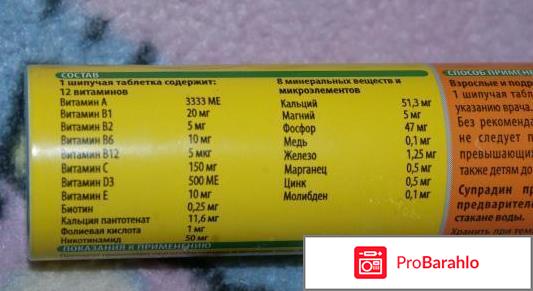 СОСТАВ
1 шипучая таблетка содержит:
12 витаминов
Витамин А 3333 МЕ
Витамин В1 20 мг
Витамин В2 5 мг
Витамин В6 10 мг
Витамин В12 5 мкг
Витамин С 150 мг
Витамин D3 500 МЕ
Витамин Е 10 мг
Биотин 0,25 мг
Кальция пантотенат 11,6 мг
Фолиевая кислота 1 мг
Никотинамид 50 мг
ПОКАЗАНИЯ К ПРИМЕНЕНИЮ
8 минеральных веществ и
микроэлементов
Кальций 51,3 мг
Магний 5 мг
Фосфор 47 мг
Медь 0,1 мг
Железо 1,25 мг
Марганец 0,5 мг
Цинк 0,5 мг
Молибден 0,1 мг
СПОСОБ ПРИМЕНЕ
Взрослые и подр
1 шипучая табл
указанию врача.
Без рекоменда
не следует п
превышающих
также детям до
Супрадин пр
предварителе
стакане воды.
Хранить при тем
ProBarahlo